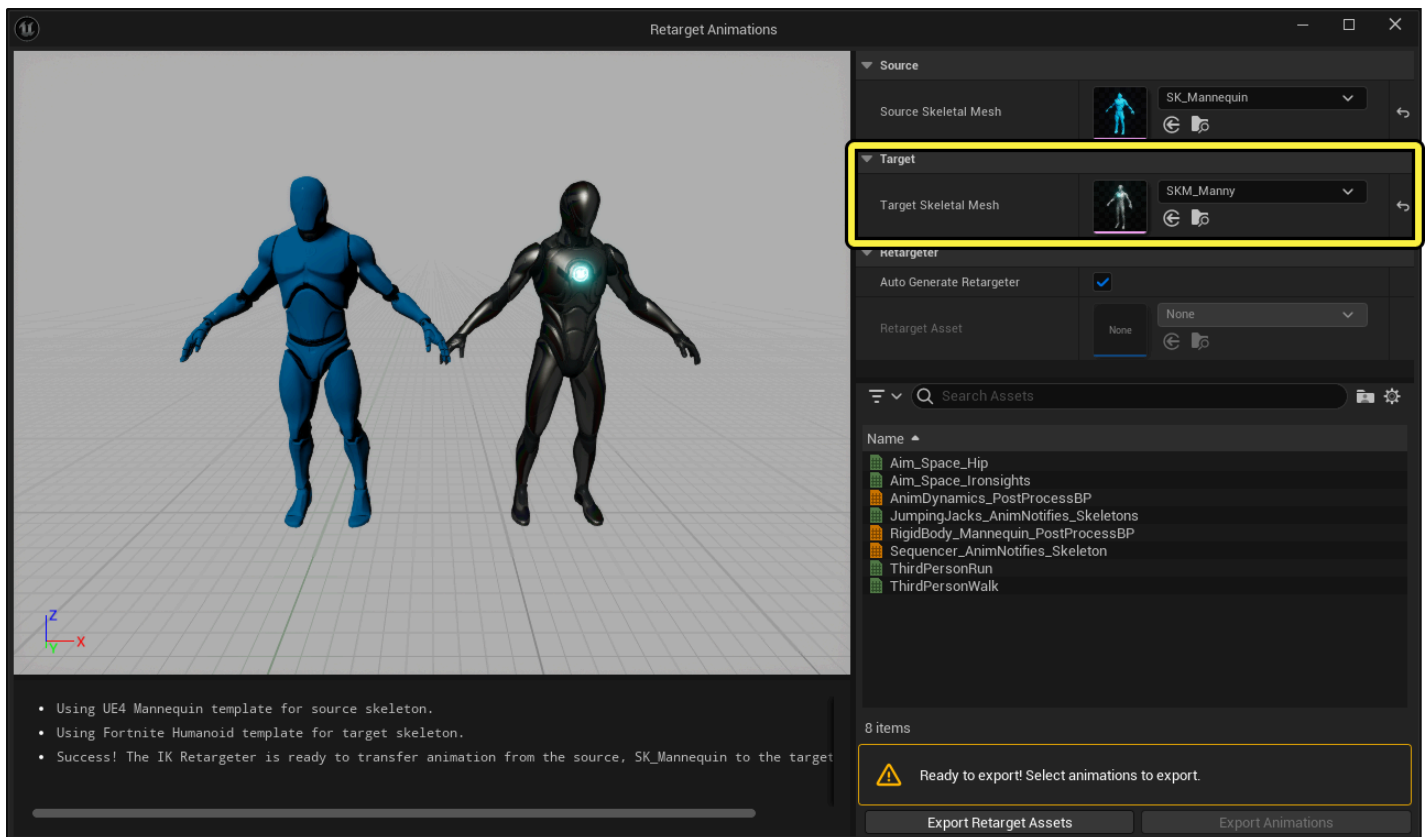 Retarget Animations
Source
Source Skeletal Mesh
SK_Mannequin
Target
Target Skeletal Mesh
SKM_Manny
Retargeter
Auto Generate Retargeter
Retarget Asset
None
None
Search Assets
Name
Aim_Space_Hip
Aim_Space_Ironsights
AnimDynamics_PostProcessBP
JumpingJacks_AnimNotifies_Skeletons
RigidBody_Mannequin_PostProcessBP
Sequencer_AnimNotifies_Skeleton
ThirdPersonRun
ThirdPersonWalk
Z
X
Y
• Using UE4 Mannequin template for source skeleton.
• Using Fortnite Humanoid template for target skeleton.
• Success! The IK Retargeter is ready to transfer animation from the source, SK_Mannequin to the target
8 items
Ready to export! Select animations to export.
Export Retarget Assets
Export Animations